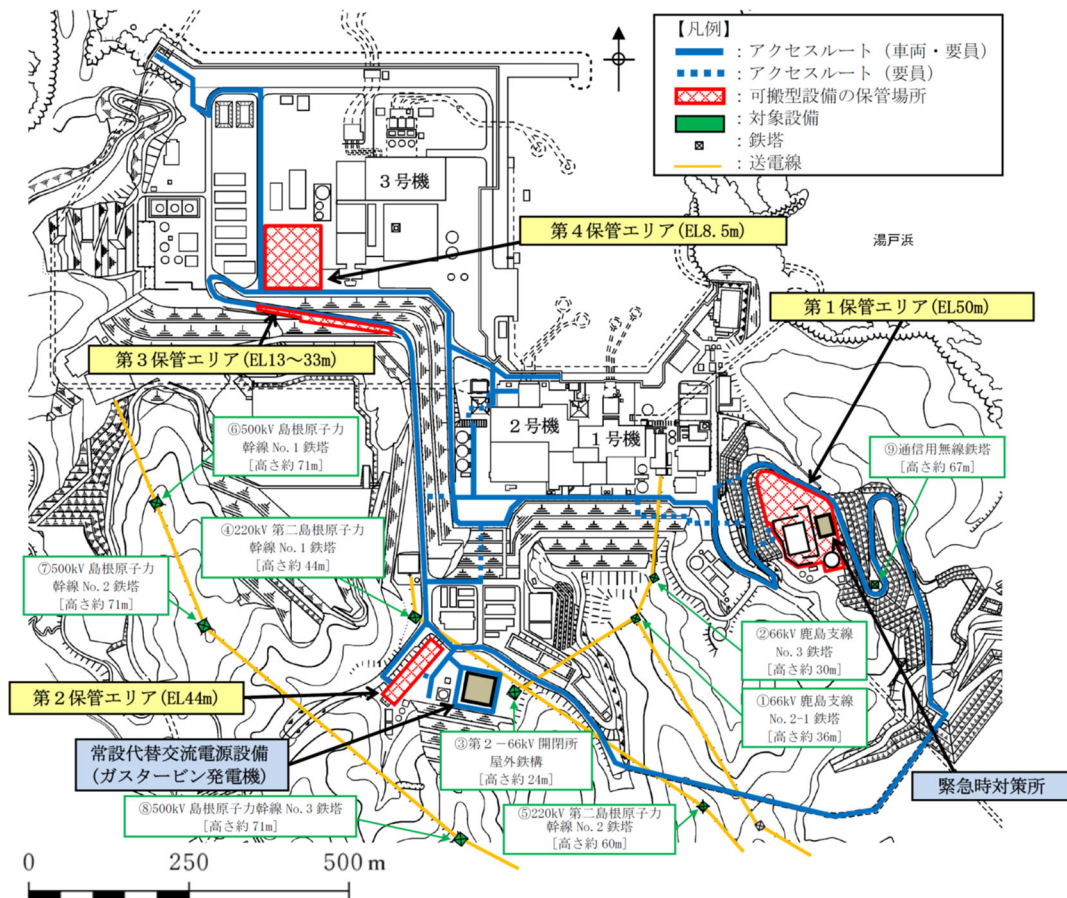 【凡例】
：アクセスルート（車両・要員）
：アクセスルート（要員）
：可搬型設備の保管場所
：対象設備
：鉄塔
：送電線
3号機
第4保管エリア(EL8.5m)
湯戸浜
第1保管エリア(EL50m)
第3保管エリア(EL13～33m)
2号機
1号機
⑥500kV 島根原子力
幹線 No.1 鉄塔
[高さ約 71m]
⑨通信用無線鉄塔
[高さ約 67m]
④220kV 第二島根原子力
幹線 No.1 鉄塔
[高さ約 44m]
⑦500kV 島根原子力
幹線 No.2 鉄塔
[高さ約 71m]
②66kV 鹿島支線
No.3 鉄塔
[高さ約 30m]
第2保管エリア(EL44m)
①66kV 鹿島支線
No.2-1 鉄塔
[高さ約 36m]
常設代替交流電源設備
(ガスタービン発電機)
③第2－66kV 開閉所
屋外鉄構
[高さ約 24m]
緊急時対策所
⑧500kV 島根原子力幹線 No.3 鉄塔
[高さ約 71m]
⑤220kV 第二島根原子力
幹線 No.2 鉄塔
[高さ約 60m]
0 250 500 m